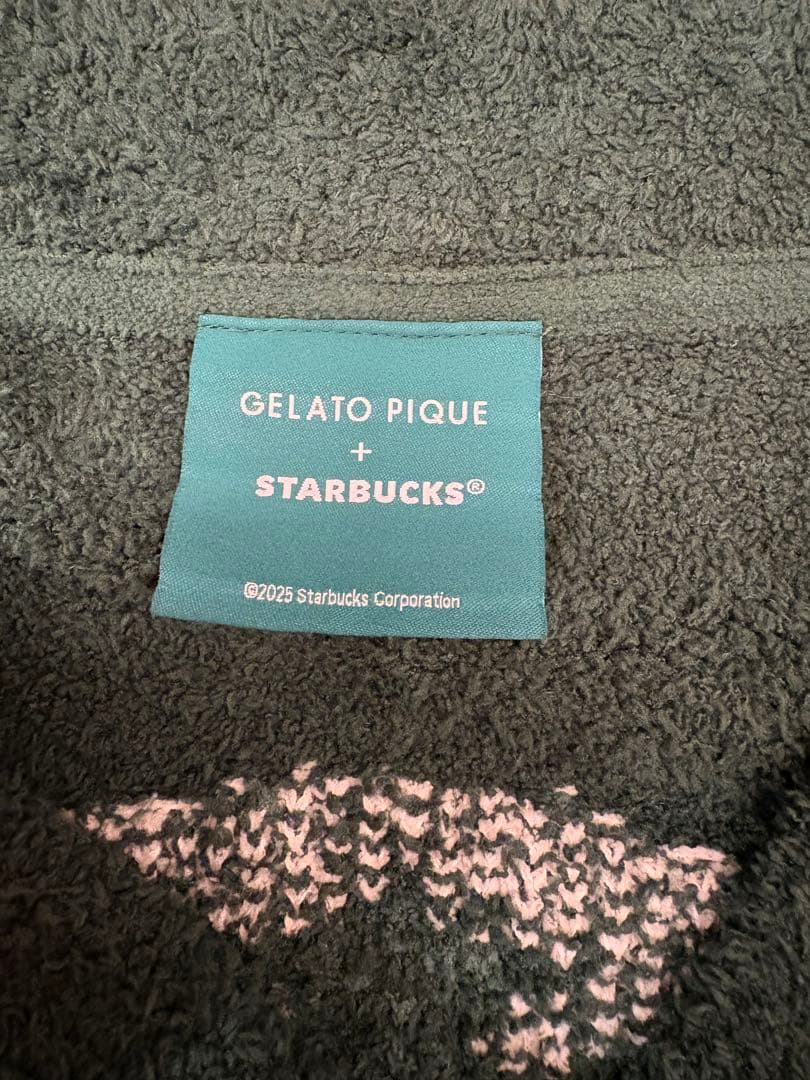 GELATO PIQUE
+
STARBUCKS®
©2025 Starbucks Corporation